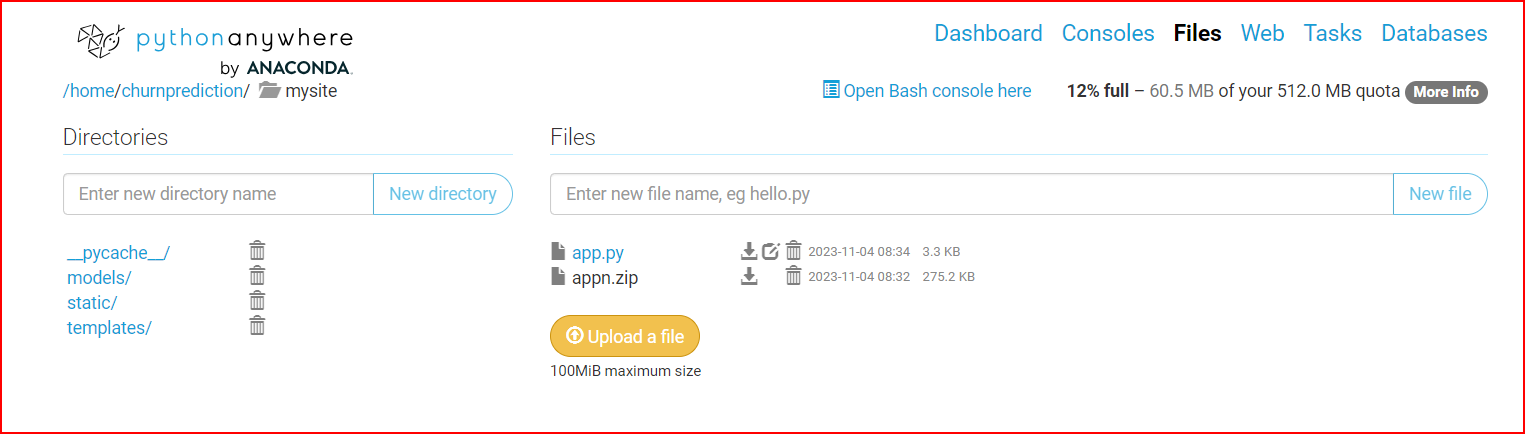 pythonanywhere
by ANACONDA.
Dashboard Consoles Files Web Tasks Databases
/home/churnprediction/ mysite
Open Bash console here
12% full – 60.5 MB of your 512.0 MB quota More Info
Directories
Enter new directory name New directory
__pycache__/
models/
static/
templates/
Files
Enter new file name, eg hello.py New file
app.py 2023-11-04 08:34 3.3 KB
appn.zip 2023-11-04 08:32 275.2 KB
Upload a file
100MiB maximum size